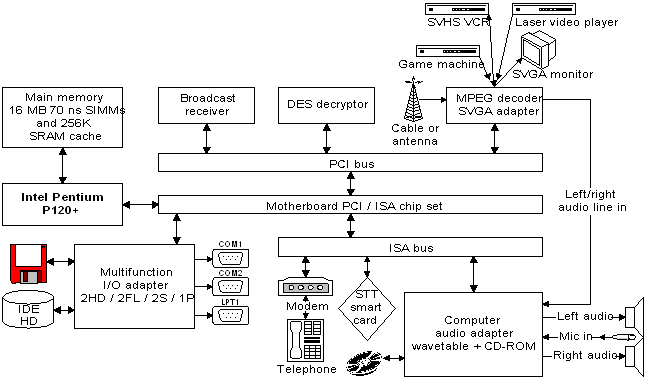 SVHS VCR
Laser video player
Game machine
SVGA monitor
Main memory
16 MB 70 ns SIMMs
and 256K
SRAM cache
Broadcast
receiver
DES decryptor
Cable or
antenna
MPEG decoder
SVGA adapter
PCI bus
Intel Pentium
P120+
Motherboard PCI / ISA chip set
Left/right
audio line in
ISA bus
Multifunction
I/O adapter
2HD / 2FL / 2S / 1P
COM1
COM2
LPT1
IDE
HD
Modem
Telephone
STT
smart
card
Computer
audio adapter
wavetable + CD-ROM
Left audio
Mic in
Right audio